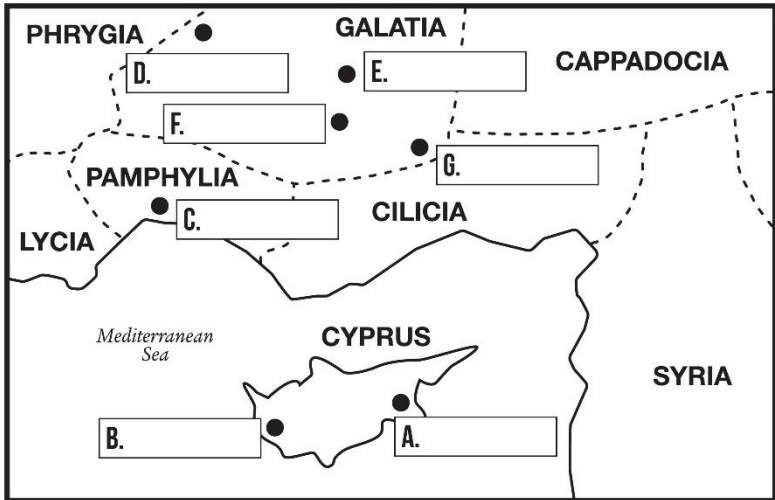 PHRYGIA
GALATIA
CAPPADOCIA
D.
E.
F.
G.
PAMPHYLIA
C.
CILICIA
LYCIA
Mediterranean
Sea
CYPRUS
SYRIA
B.
A.